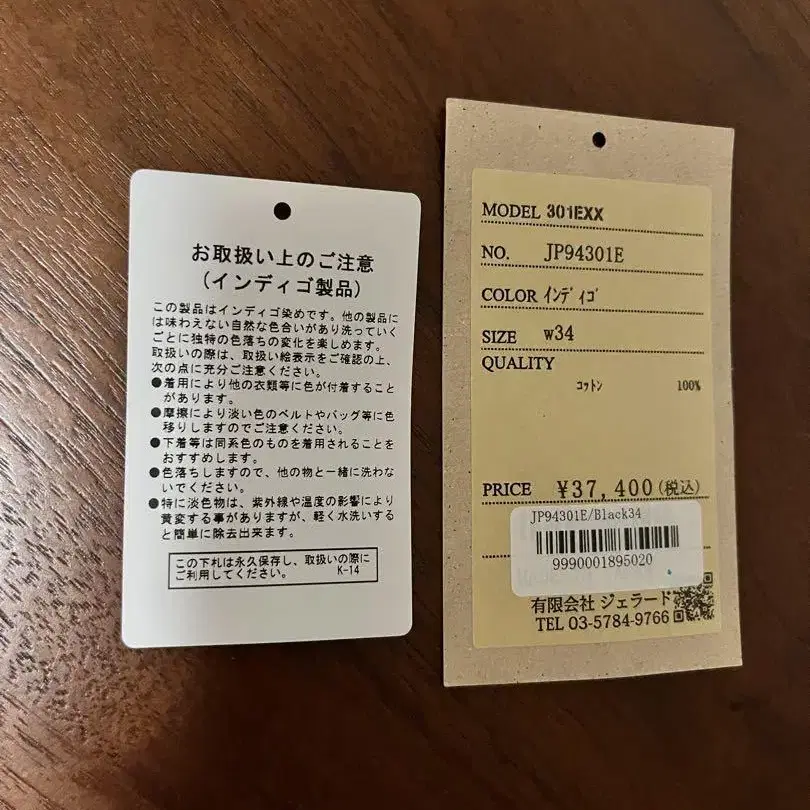 お取扱い上のご注意
(インディゴ製品)
この製品はインディゴ染めです。他の製品に
は味わえない自然な色合いがあり洗っていく
ごとに独特の色落ちの変化を楽しめます。
取扱いの際は、取扱い絵表示をご確認の上、
次の点に充分ご注意ください。
●着用により他の衣類等に色が付着すること
があります。
●摩擦により淡い色のベルトやバッグ等に色
移りしますのでご注意ください。
●下着等は同系色のものを着用されることを
おすすめします。
●色落ちしますので、他の物と一緒に洗わな
いでください。
●特に淡色物は、紫外線や温度の影響により
黄変する事がありますが、軽く水洗いする
と簡単に除去出来ます。
この下札は永久保存し、取扱いの際に
ご利用してください。 K-14
MODEL 301EXX
NO. JP94301E
COLOR ｲﾝﾃﾞｨｺﾞ
SIZE w34
QUALITY
ｺｯﾄﾝ 100%
PRICE ¥37,400(税込)
JP94301E/Black34
9990001895020
有限会社 ジェラード
TEL 03-5784-9766